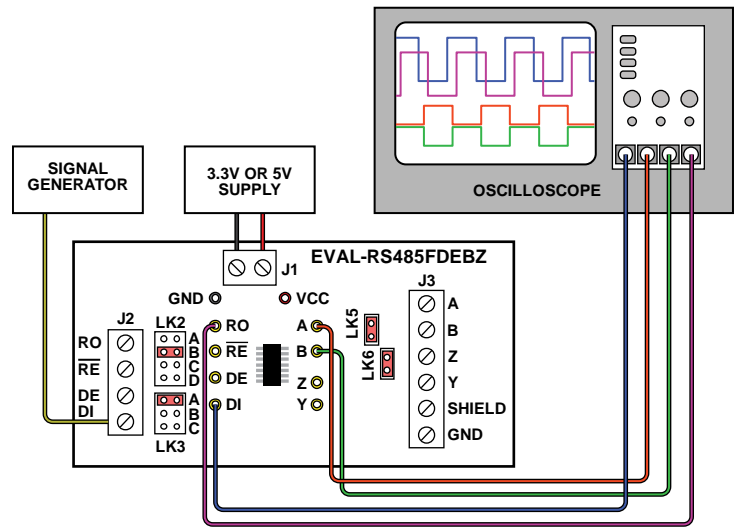 SIGNAL
GENERATOR
3.3V OR 5V
SUPPLY
OSCILLOSCOPE
EVAL-RS485FDEBZ
J1
J3
GND
VCC
J2
LK2
RO
RE
DE
DI
A
B
C
D
A
B
C
LK3
RO
RE
DE
DI
A
B
Z
Y
LK5
LK6
A
B
Z
Y
SHIELD
GND